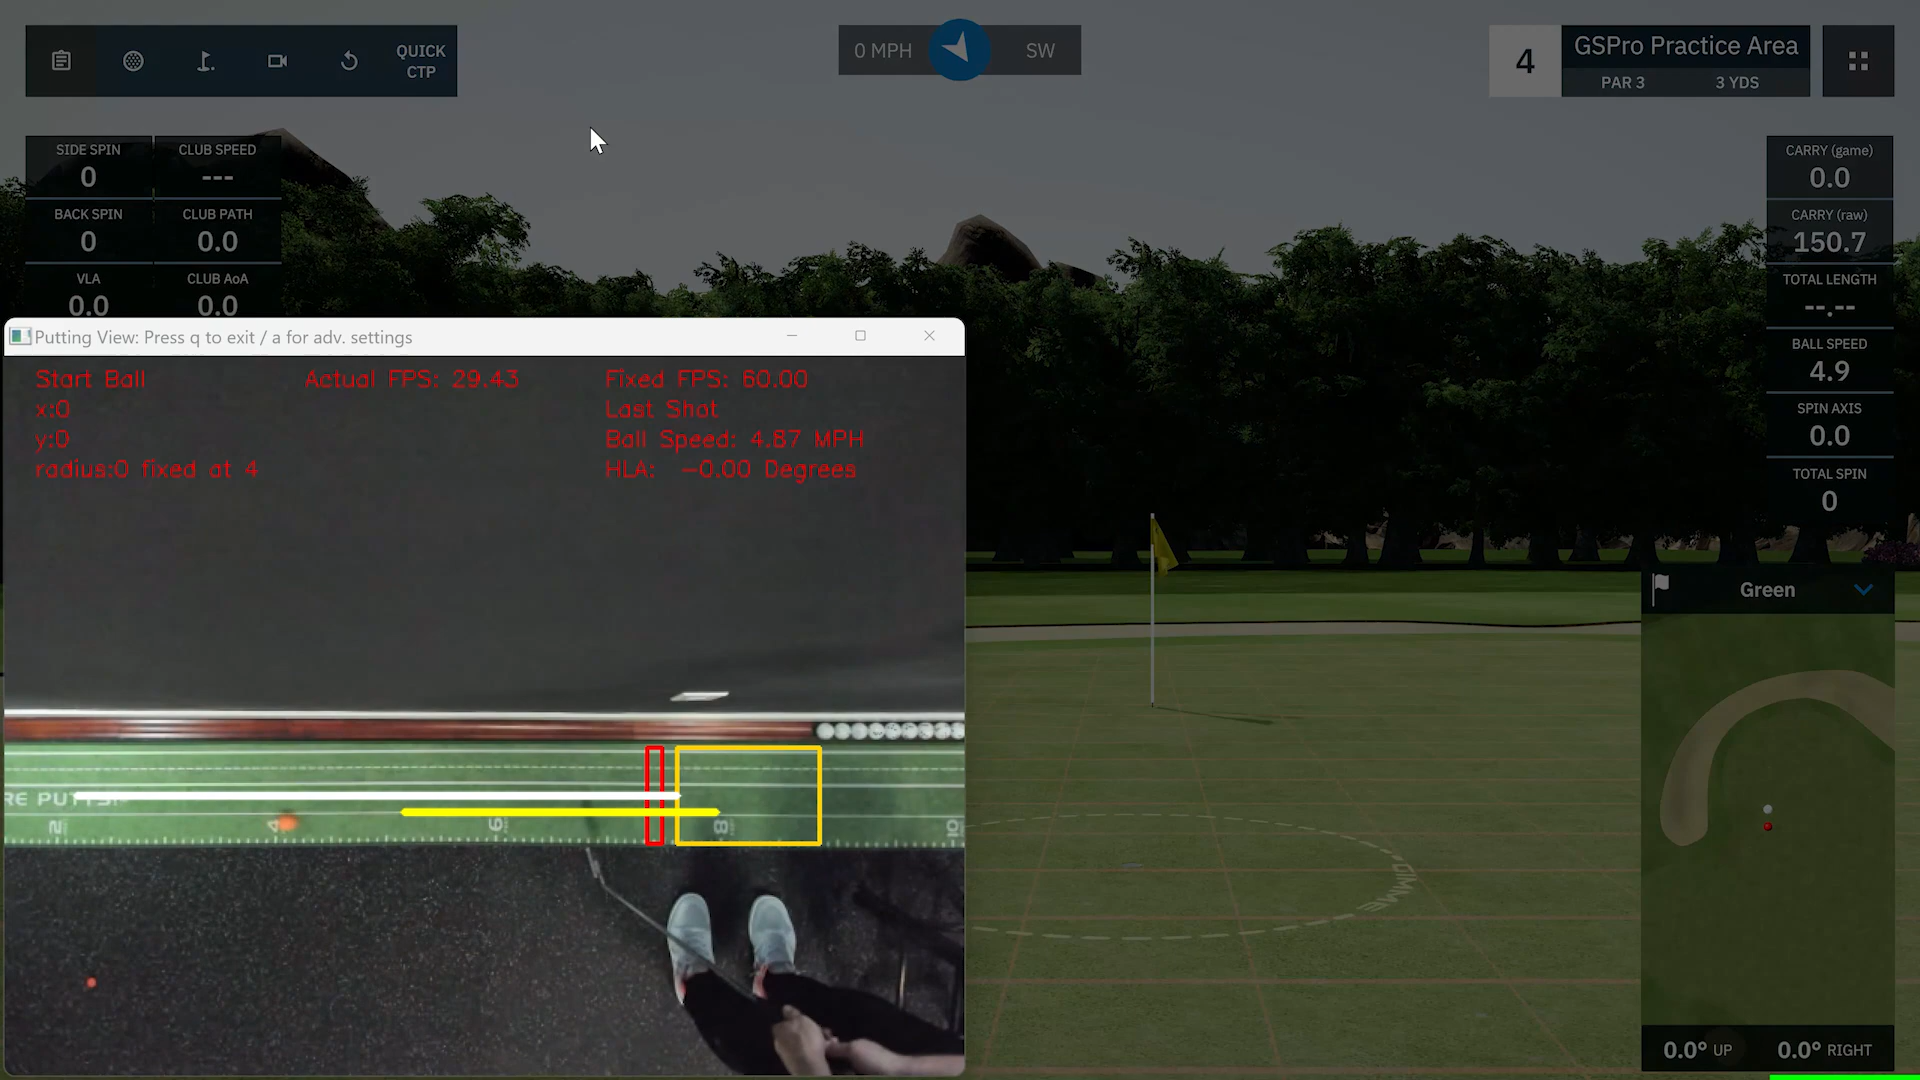 QUICK
CTP
0 MPH
SW
4
GSPro Practice Area
PAR 3
3 YDS
SIDE SPIN
0
CLUB SPEED
---
BACK SPIN
0
CLUB PATH
0.0
VLA
0.0
CLUB AoA
0.0
CARRY (game)
0.0
CARRY (raw)
150.7
TOTAL LENGTH
--.--
BALL SPEED
4.9
SPIN AXIS
0.0
TOTAL SPIN
0
Putting View: Press q to exit / a for adv. settings
Start Ball
x:0
y:0
radius:0 fixed at 4
Actual FPS: 29.43
Fixed FPS: 60.00
Last Shot
Ball Speed: 4.87 MPH
HLA: -0.00 Degrees
2
4
6
8
10
Green
0.0° UP
0.0° RIGHT